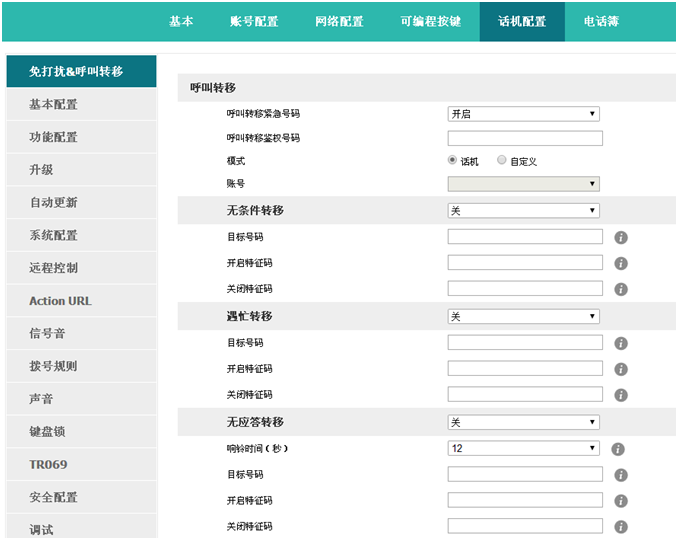 基本 账号配置 网络配置 可编程按键 话机配置 电话簿
免打扰&呼叫转移
基本配置
功能配置
升级
自动更新
系统配置
远程控制
Action URL
信号音
拨号规则
声音
键盘锁
TR069
安全配置
调试
呼叫转移
呼叫转移紧急号码 开启
呼叫转移鉴权号码
模式 话机 自定义
账号
无条件转移 关
目标号码
开启特征码
关闭特征码
遇忙转移 关
目标号码
开启特征码
关闭特征码
无应答转移 关
响铃时间（秒） 12
目标号码
开启特征码
关闭特征码